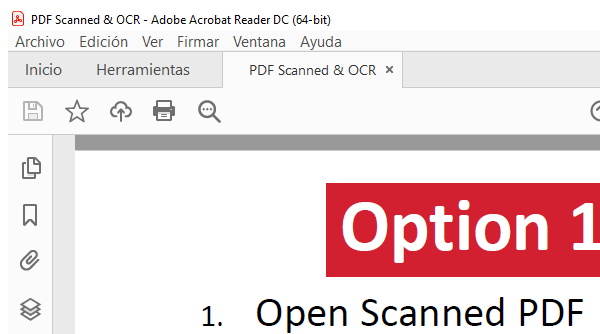 PDF Scanned & OCR - Adobe Acrobat Reader DC (64-bit)
Archivo Edición Ver Firmar Ventana Ayuda
Inicio Herramientas PDF Scanned & OCR ×
Option 1
1. Open Scanned PDF